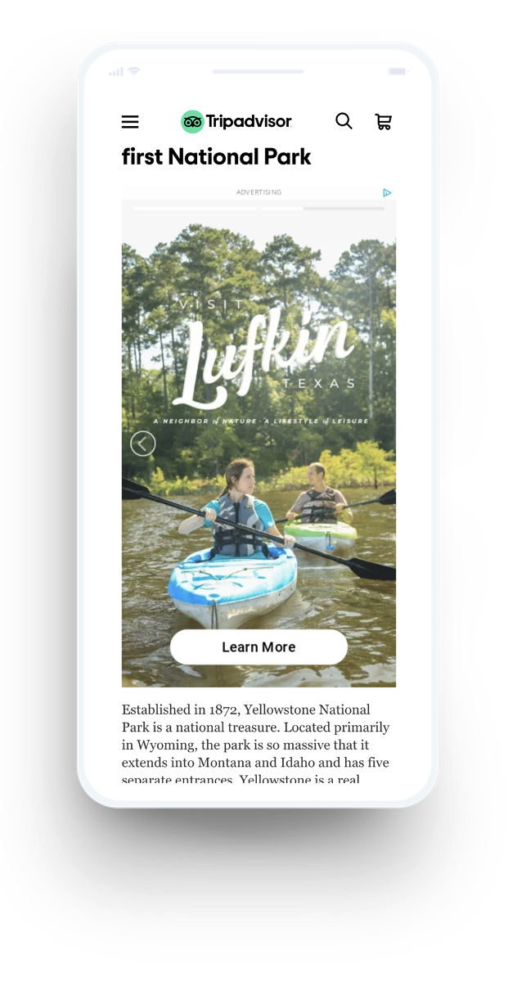 Tripadvisor
first National Park
ADVERTISING
VISIT
Lufkin
TEXAS
A NEIGHBOR of NATURE · A LIFESTYLE of LEISURE
Learn More
Established in 1872, Yellowstone National
Park is a national treasure. Located primarily
in Wyoming, the park is so massive that it
extends into Montana and Idaho and has five
separate entrances. Yellowstone is a real